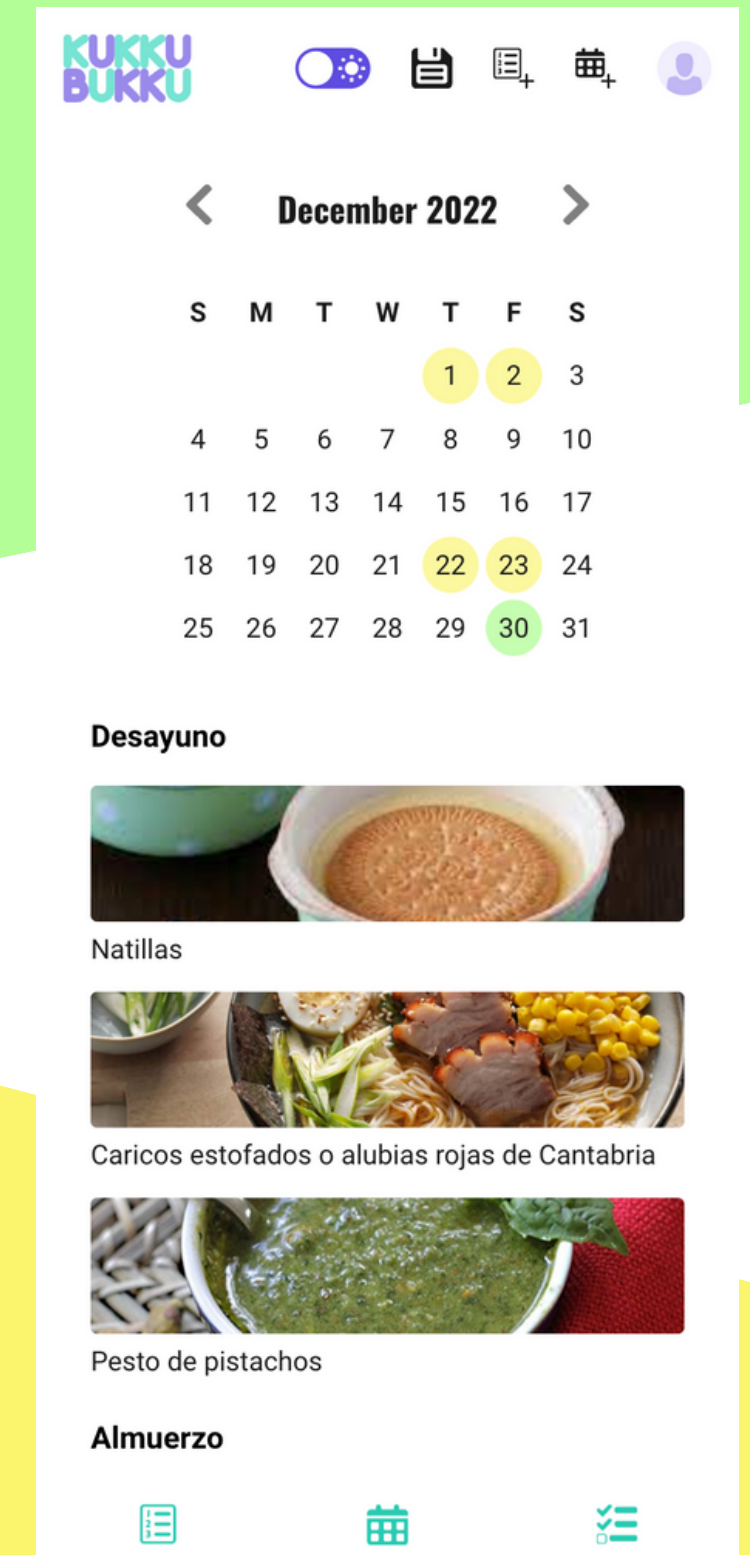 KUKKU
BUKKU
December 2022
S M T W T F S
1 2 3
4 5 6 7 8 9 10
11 12 13 14 15 16 17
18 19 20 21 22 23 24
25 26 27 28 29 30 31
Desayuno
Natillas
Caricos estofados o alubias rojas de Cantabria
Pesto de pistachos
Almuerzo